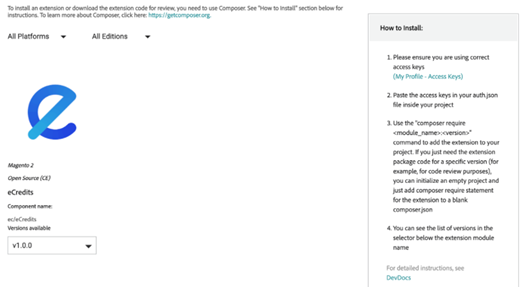 To install an extension or download the extension code for review, you need to use Composer. See "How to Install" section below for
instructions. To learn more about Composer, click here: https://getcomposer.org.
All Platforms
All Editions
Magento 2
Open Source (CE)
eCredits
Component name:
ec/eCredits
Versions available
v1.0.0
How to Install:
1. Please ensure you are using correct
access keys
(My Profile - Access Keys)
2. Paste the access keys in your auth.json
file inside your project
3. Use the "composer require
<module_name>:<version>"
command to add the extension to your
project. If you just need the extension
package code for a specific version (for
example, for code review purposes),
you can initialize an empty project and
just add composer require statement
for the extension to a blank
composer.json
4. You can see the list of versions in the
selector below the extension module
name
For detailed instructions, see
DevDocs